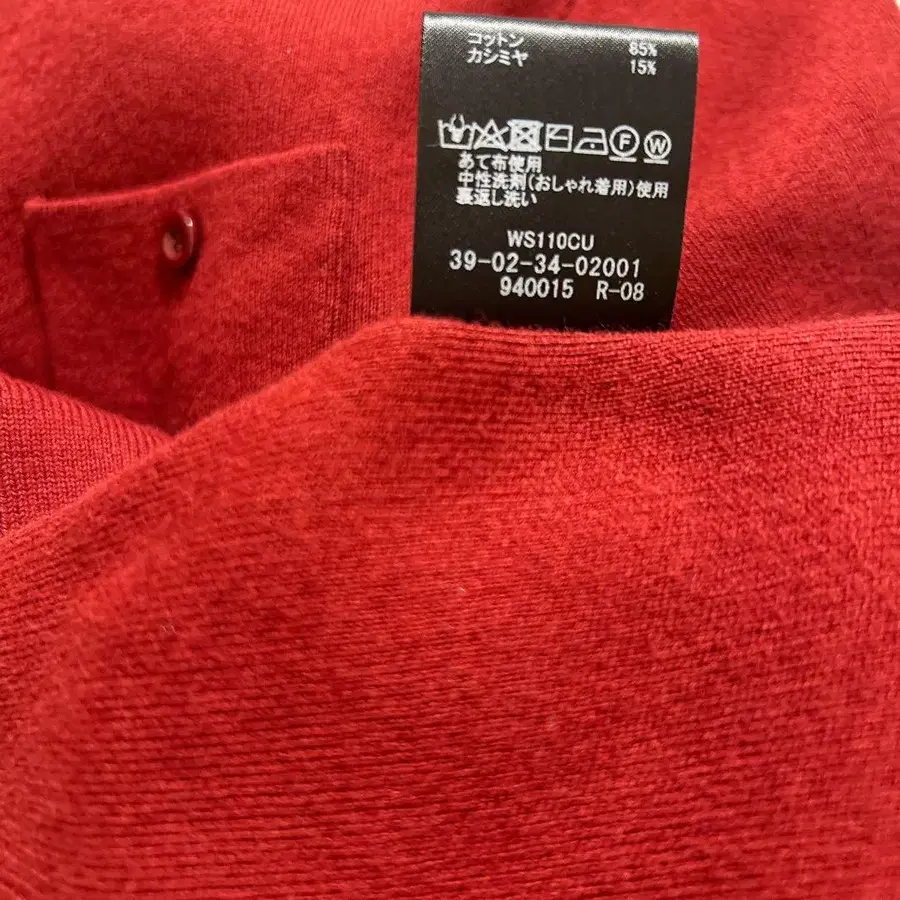 コットン 85%
カシミヤ 15%
F W
あて布使用
中性洗剤(おしゃれ着用)使用
裏返し洗い
WS110CU
39-02-34-02001
940015 R-08